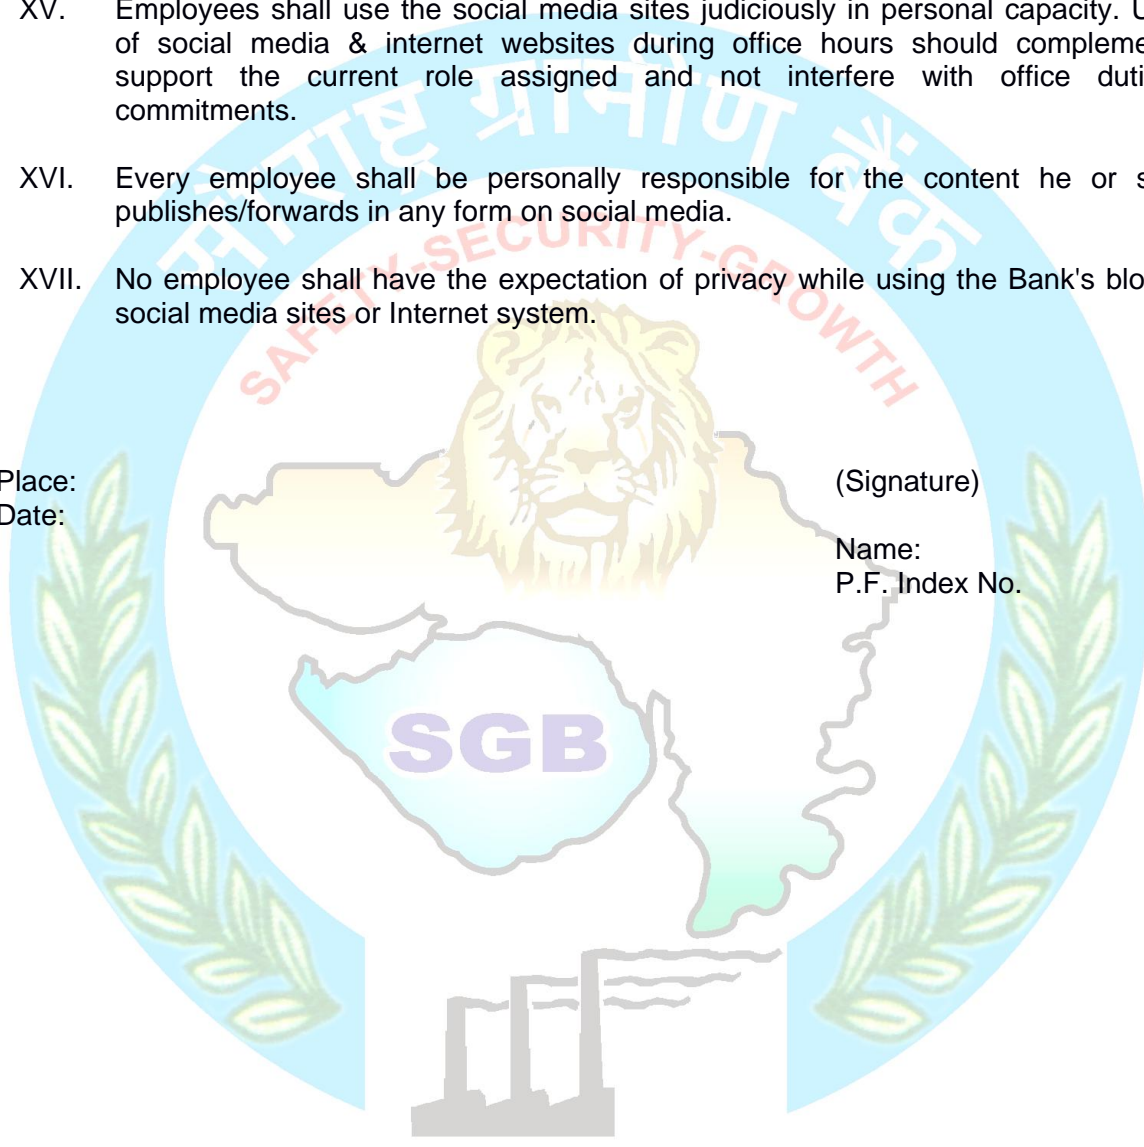 XV. Employees shall use the social media sites judiciously in personal capacity. U
of social media & internet websites during office hours should compleme
support the current role assigned and not interfere with office duti
commitments.
XVI. Every employee shall be personally responsible for the content he or s
publishes/forwards in any form on social media.
XVII. No employee shall have the expectation of privacy while using the Bank's blo
social media sites or Internet system.
सौराष्ट्र ग्रामीण बैंक
SAFETY-SECURITY-GROWTH
Place:
Date:
(Signature)
Name:
P.F. Index No.
SGB